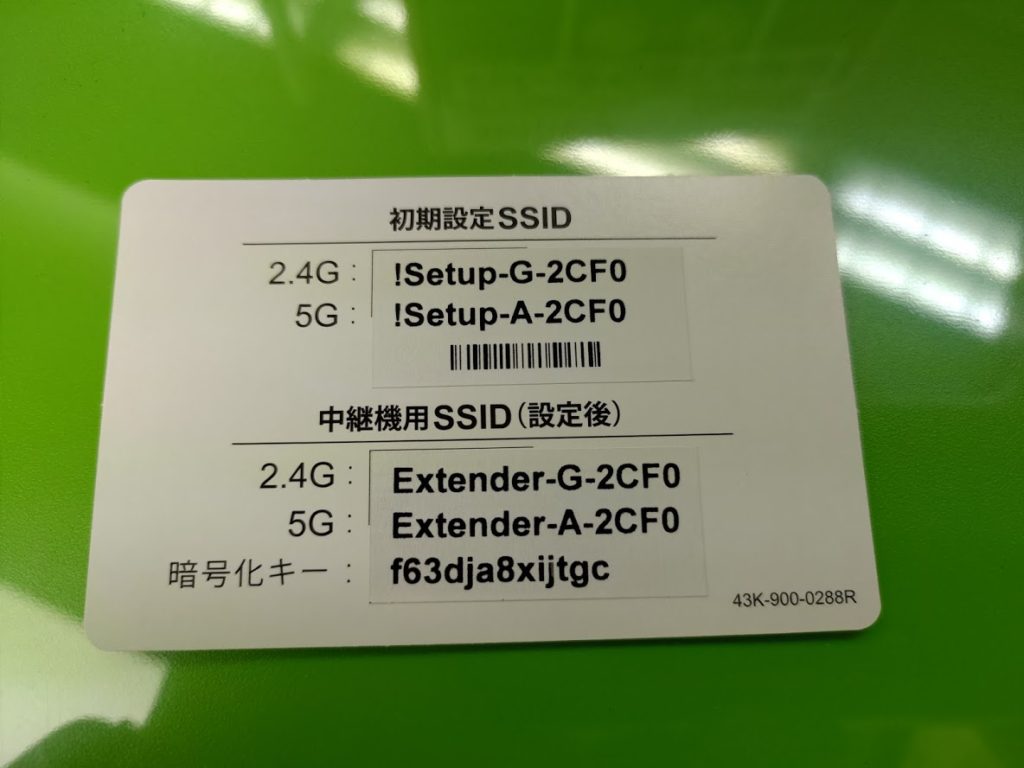 初期設定SSID
2.4G : !Setup-G-2CF0
5G : !Setup-A-2CF0
中継機用SSID(設定後)
2.4G : Extender-G-2CF0
5G : Extender-A-2CF0
暗号化キー : f63dja8xijtgc
43K-900-0288R